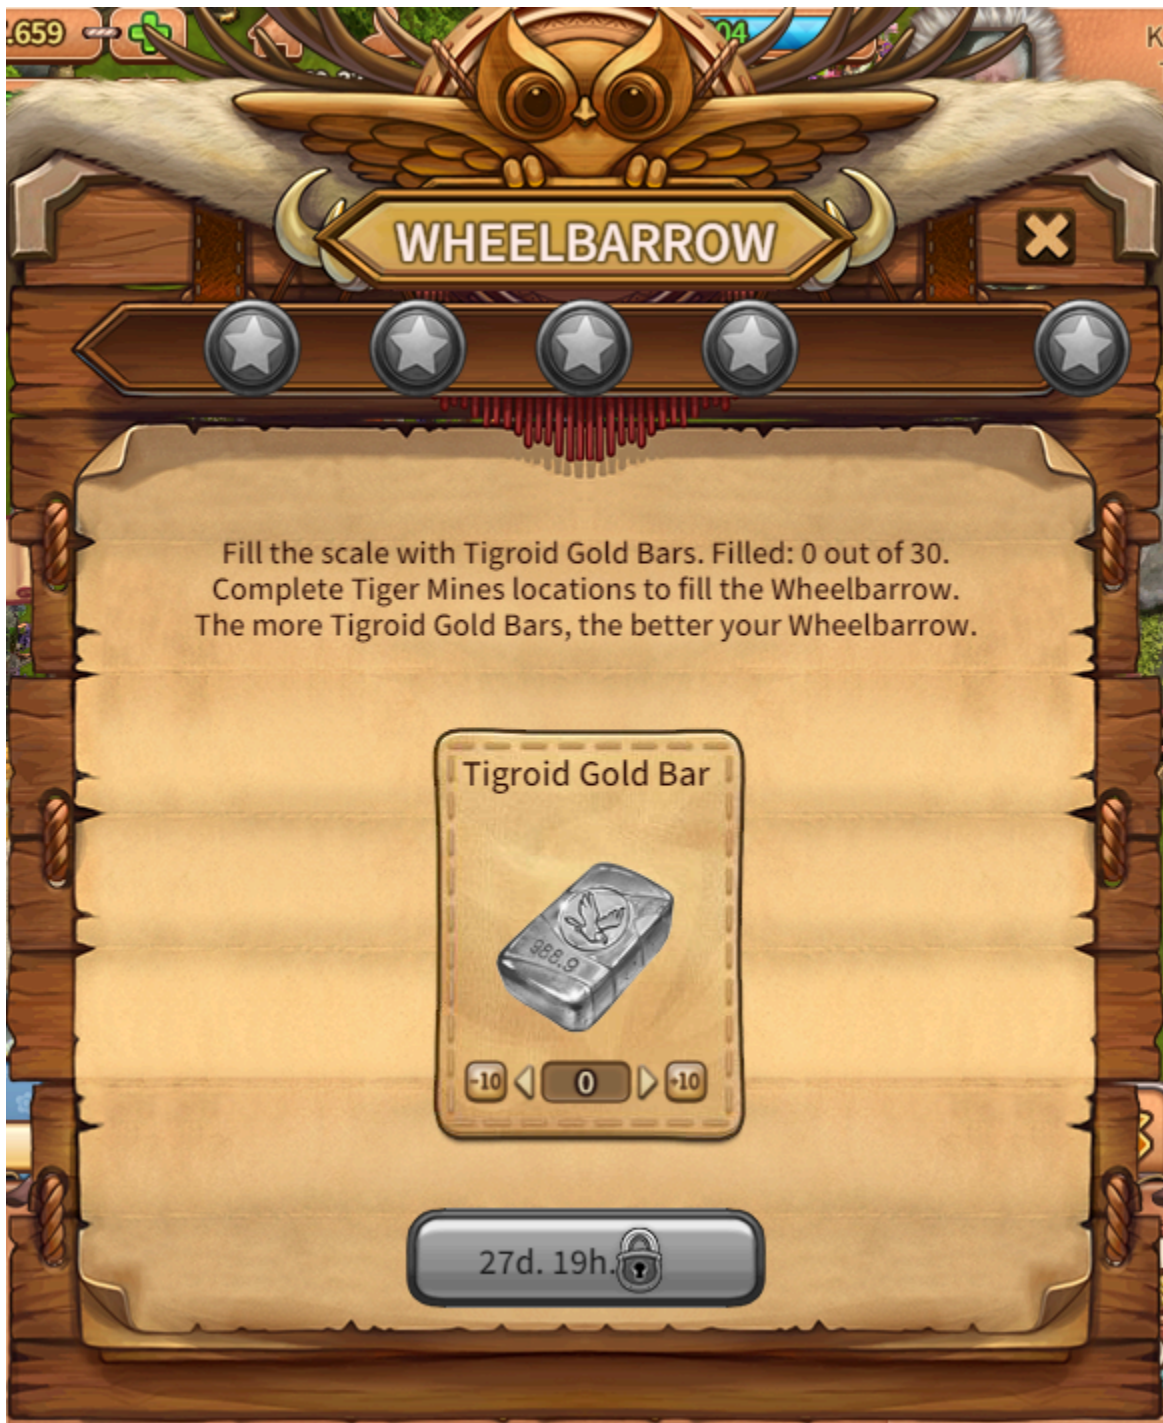 .659
04
K
WHEELBARROW
Fill the scale with Tigroid Gold Bars. Filled: 0 out of 30.
Complete Tiger Mines locations to fill the Wheelbarrow.
The more Tigroid Gold Bars, the better your Wheelbarrow.
Tigroid Gold Bar
988.9
-10 0 +10
27d. 19h.